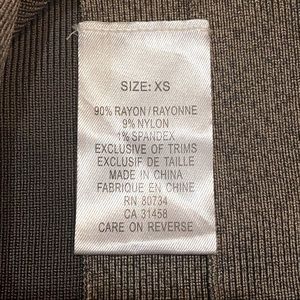 SIZE: XS
90% RAYON/RAYONNE
9% NYLON
1% SPANDEX
EXCLUSIVE OF TRIMS
EXCLUSIF DE TAILLE
MADE IN CHINA
FABRIQUE EN CHINE
RN 80734
CA 31458
CARE ON REVERSE